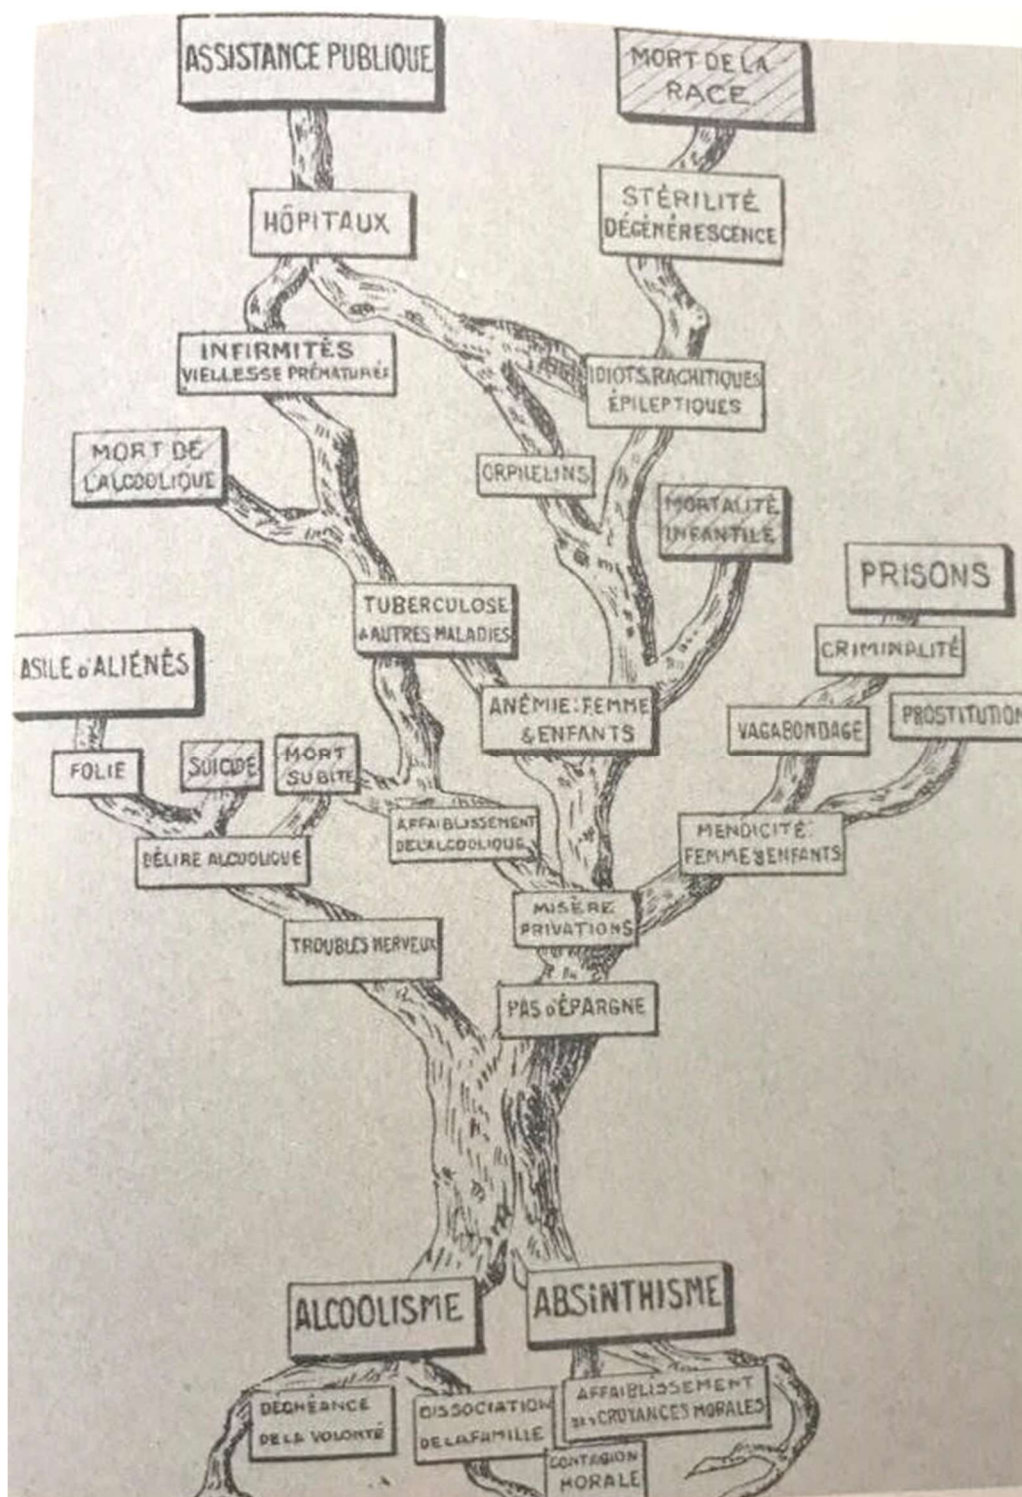 ASSISTANCE PUBLIQUE
MORT DE LA
RACE
STÉRILITÉ
DÉGÉNÉRESCENCE
HÔPITAUX
INFIRMITÉS
VIELLESSE PRÉMATURÉE
IDIOTS, RACHITIQUES
ÉPILEPTIQUES
MORT DE
L'ALCOOLIQUE
ORPHELINS
MORTALITÉ
INFANTILE
PRISONS
TUBERCULOSE
& AUTRES MALADIES
CRIMINALITÉ
ASILE D'ALIÉNÉS
ANÉMIE: FEMME
& ENFANTS
VAGABONDAGE
PROSTITUTION
FOLIE
SUICIDE
MORT
SUBITE
AFFAIBLISSEMENT
DE L'ALCOOLIQUE
MENDICITÉ:
FEMME & ENFANTS
DÉLIRE ALCOOLIQUE
MISÈRE
PRIVATIONS
TROUBLES NERVEUX
PAS D'ÉPARGNE
ALCOOLISME
ABSINTHISME
DÉCHÉANCE
DE LA VOLONTÉ
DISSOCIATION
DE LA FAMILLE
AFFAIBLISSEMENT
DES CROYANCES MORALES
CONTAGION
MORALE